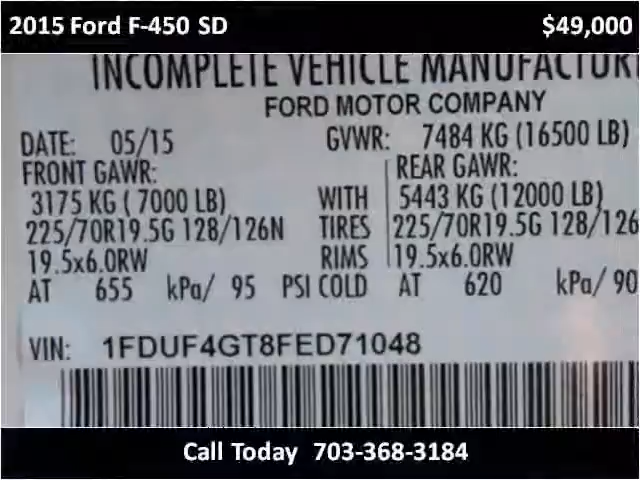 2015 Ford F-450 SD $49,000
INCOMPLETE VEHICLE MANUFACTUR
FORD MOTOR COMPANY
DATE: 05/15 GVWR: 7484 KG (16500 LB)
FRONT GAWR: REAR GAWR:
3175 KG ( 7000 LB) WITH 5443 KG (12000 LB)
225/70R19.5G 128/126N TIRES 225/70R19.5G 128/126
19.5x6.0RW RIMS 19.5x6.0RW
AT 655 kPa/ 95 PSI COLD AT 620 kPa/ 90
VIN: 1FDUF4GT8FED71048
Call Today 703-368-3184